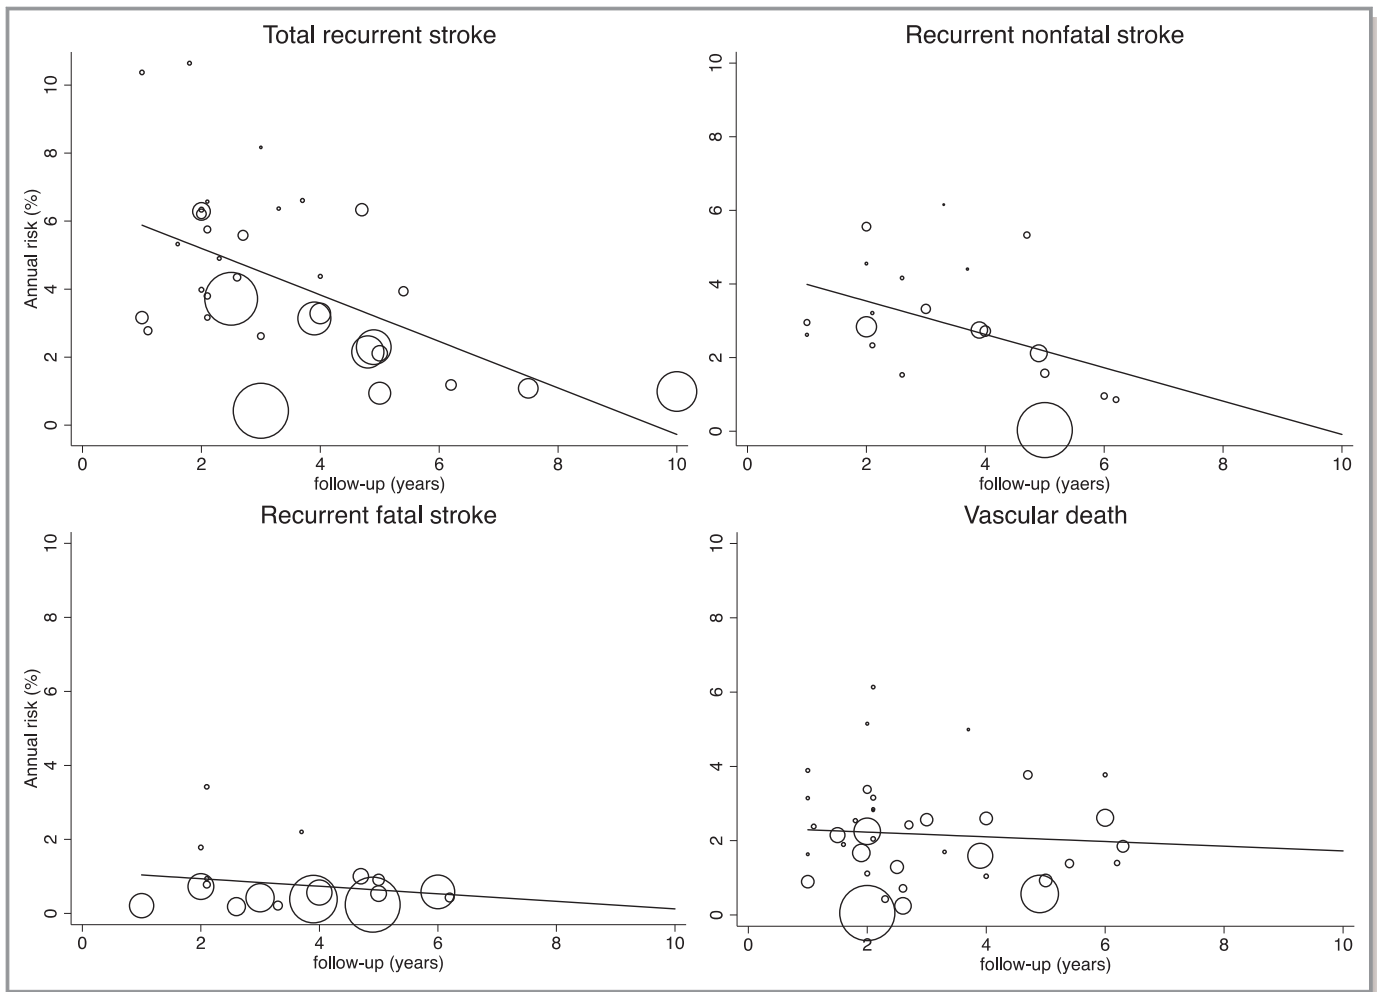 Total recurrent stroke
Annual risk (%)
10
8
6
4
2
0
0 2 4 6 8 10
follow-up (years)
Recurrent nonfatal stroke
10
8
6
4
2
0
0 2 4 6 8 10
follow-up (yaers)
Recurrent fatal stroke
Annual risk (%)
10
8
6
4
2
0
0 2 4 6 8 10
follow-up (years)
Vascular death
10
8
6
4
2
0
0 2 4 6 8 10
follow-up (years)